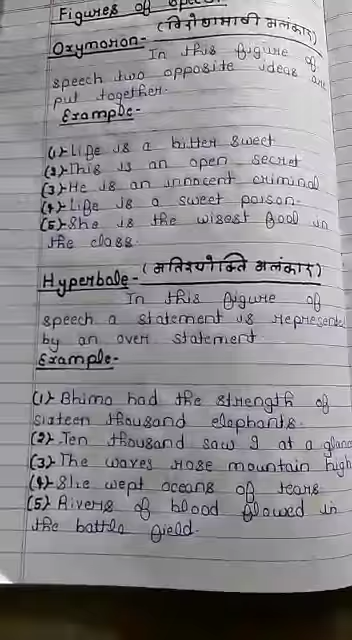 Figures of Speech
Oxymoron- (विरोधाभाषी अलंकार)
In this figure of
speech two opposite ideas are
put together.
Example-
(1) Life is a bitter sweet
(2) This is an open secret
(3) He is an innocent criminal
(4) Life is a sweet poison.
(5) She is the wisest fool in
the class.
Hyperbole- (अतिशयोक्ति अलंकार)
In this figure of
speech a statement is represente
by an over statement.
Example-
(1) Bhima had the strength of
sixteen thousand elephants.
(2) Ten thousand saw I at a glanc
(3) The waves rose mountain high
(4) She wept oceans of tears
(5) Rivers of blood flowed in
the battle field.